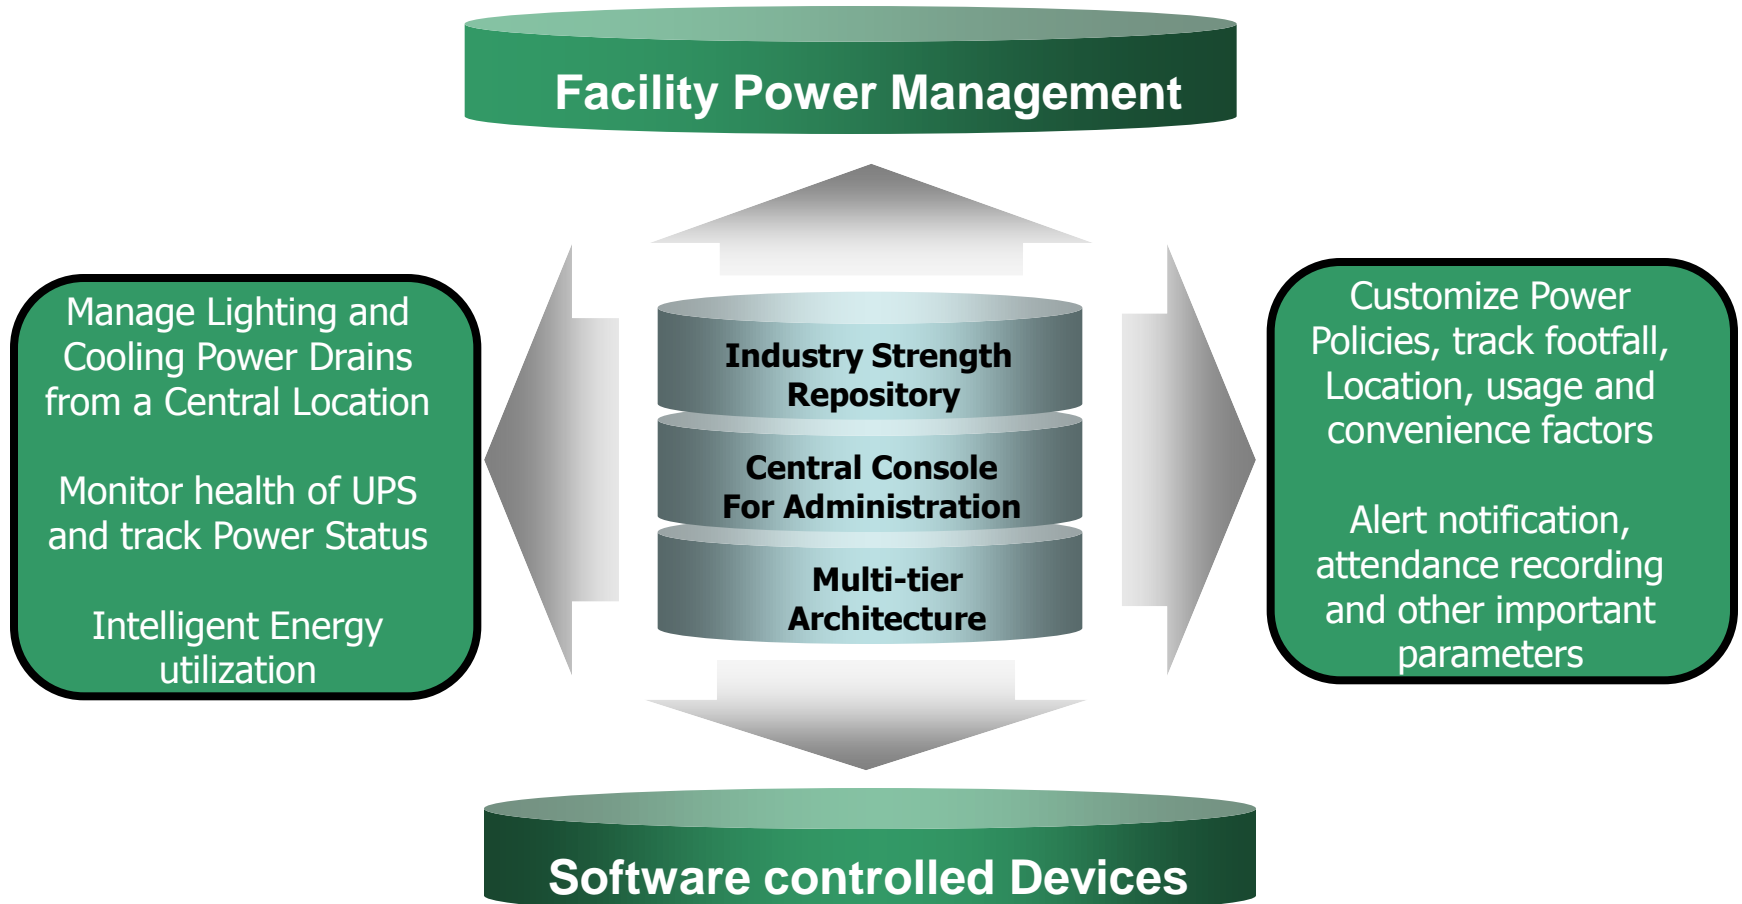 Facility Power Management
Manage Lighting and
Cooling Power Drains
from a Central Location
Monitor health of UPS
and track Power Status
Intelligent Energy
utilization
Industry Strength
Repository
Central Console
For Administration
Multi-tier
Architecture
Customize Power
Policies, track footfall,
Location, usage and
convenience factors
Alert notification,
attendance recording
and other important
parameters
Software controlled Devices